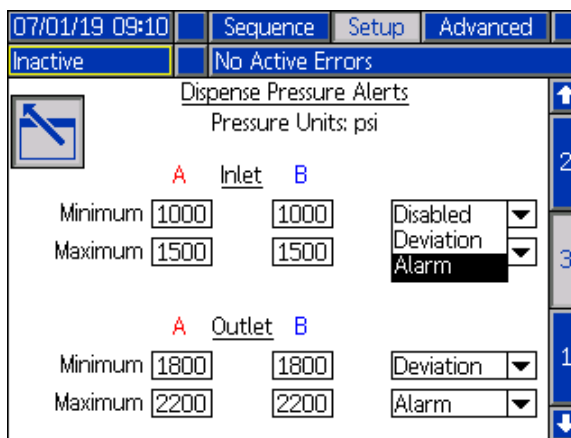 07/01/19 09:10 Sequence Setup Advanced
Inactive No Active Errors
Dispense Pressure Alerts
Pressure Units: psi
A Inlet B
Minimum 1000 1000 Disabled
Deviation
Maximum 1500 1500 Alarm
A Outlet B
Minimum 1800 1800 Deviation
Maximum 2200 2200 Alarm
2
3
1